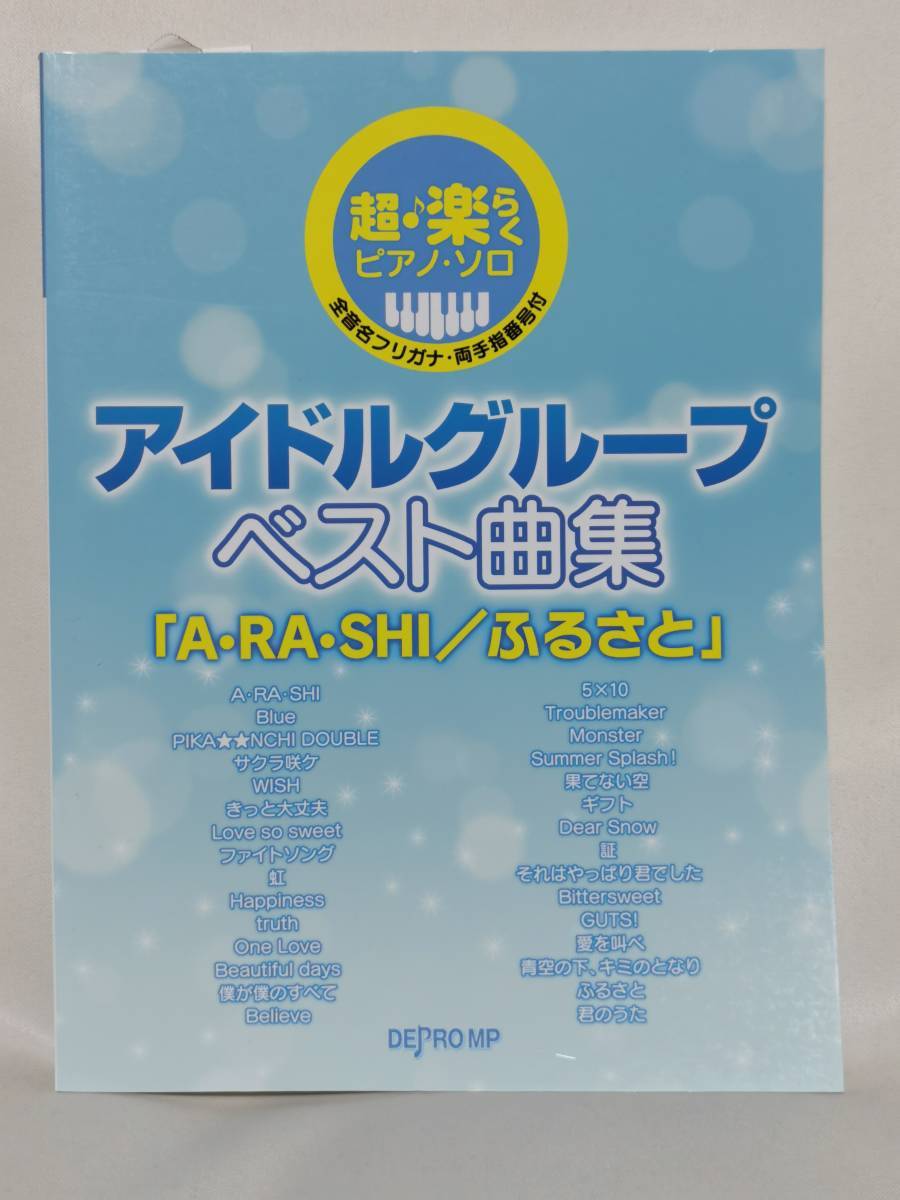 超♪楽らく
ピアノ・ソロ
全音名フリガナ・両手指番号付
アイドルグループ
ベスト曲集
「A・RA・SHI／ふるさと」
A・RA・SHI
Blue
PIKA★★NCHI DOUBLE
サクラ咲ケ
WISH
きっと大丈夫
Love so sweet
ファイトソング
虹
Happiness
truth
One Love
Beautiful days
僕が僕のすべて
Believe
5×10
Troublemaker
Monster
Summer Splash!
果てない空
ギフト
Dear Snow
証
それはやっぱり君でした
Bittersweet
GUTS!
愛を叫べ
青空の下、キミのとなり
ふるさと
君のうた
DEPRO MP